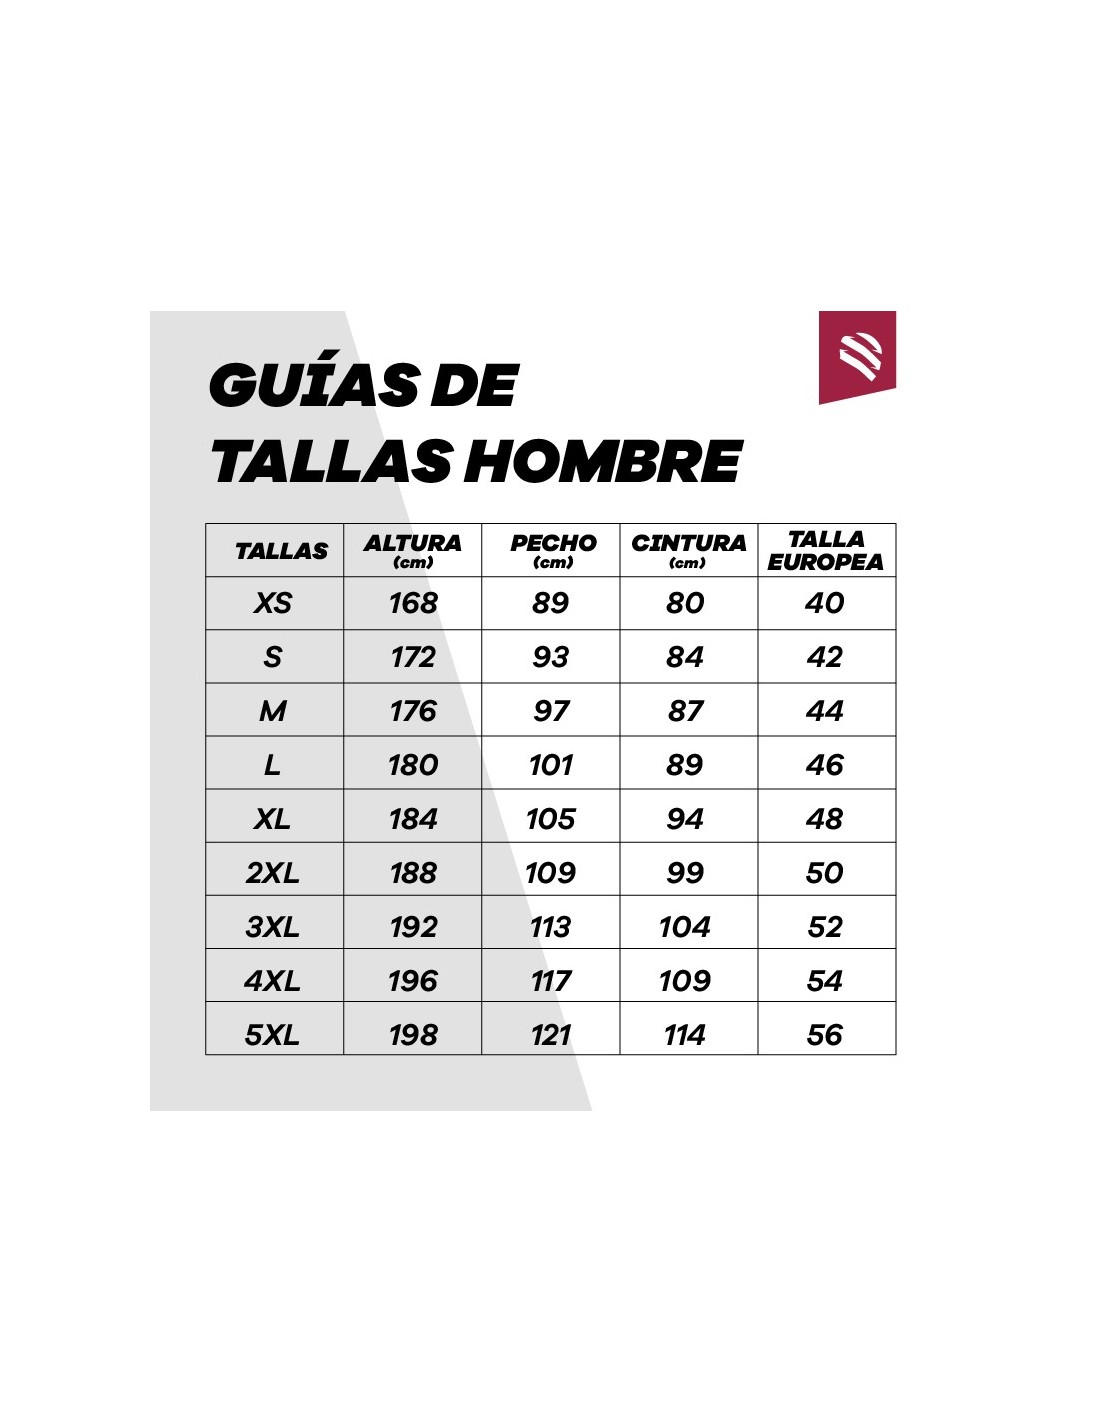 GUÍAS DE
TALLAS HOMBRE
TALLAS ALTURA (cm) PECHO (cm) CINTURA (cm) TALLA EUROPEA
XS 168 89 80 40
S 172 93 84 42
M 176 97 87 44
L 180 101 89 46
XL 184 105 94 48
2XL 188 109 99 50
3XL 192 113 104 52
4XL 196 117 109 54
5XL 198 121 114 56